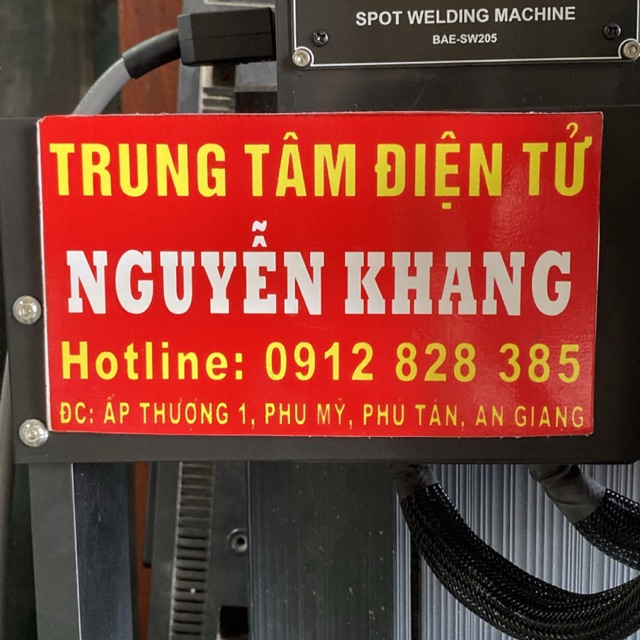 SPOT WELDING MACHINE
BAE-SW205
TRUNG TÂM ĐIỆN TỬ
NGUYỄN KHANG
Hotline: 0912 828 385
ĐC: ẤP THƯỢNG 1, PHÚ MỸ, PHÚ TÂN, AN GIANG